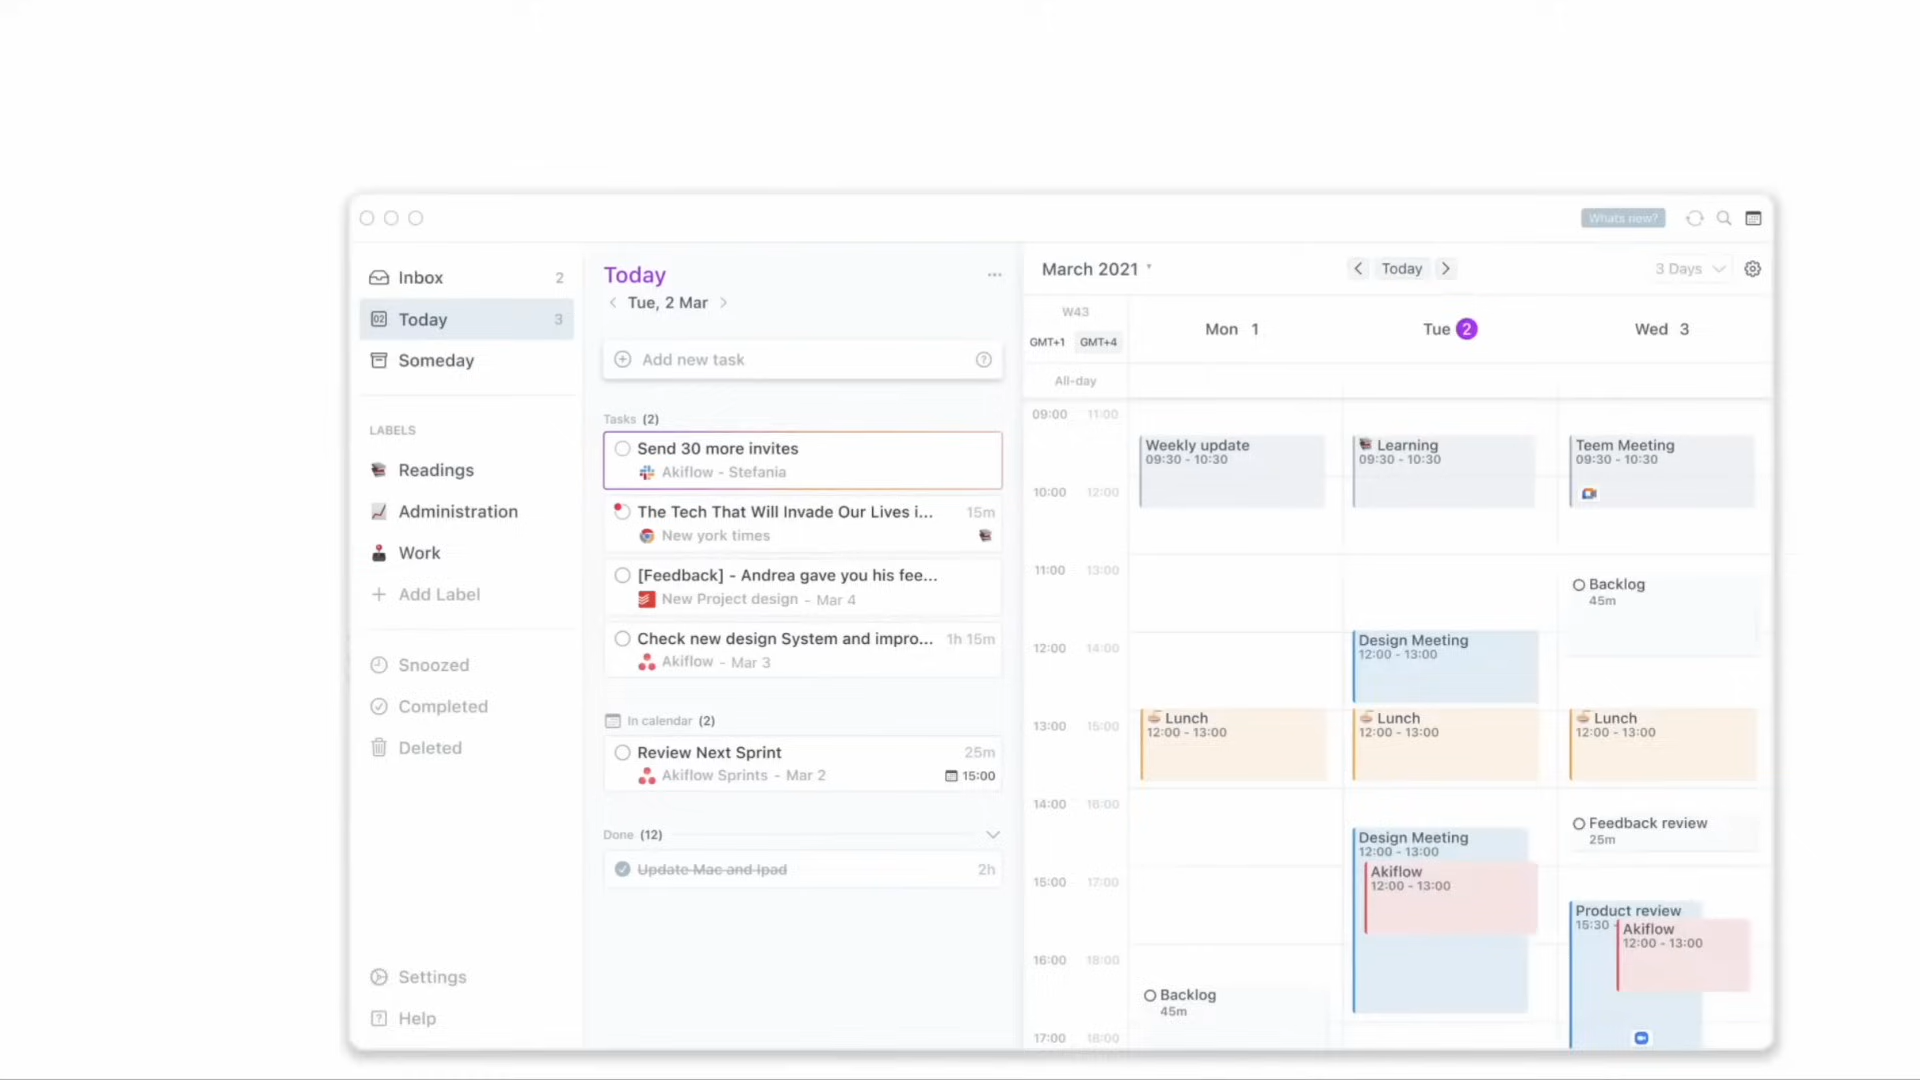 Whats new?
Inbox 2
02 Today 3
Someday
LABELS
Readings
Administration
Work
Add Label
Snoozed
Completed
Deleted
Settings
Help
Today
Tue, 2 Mar
Add new task
Tasks (2)
Send 30 more invites
Akiflow - Stefania
The Tech That Will Invade Our Lives i... 15m
New york times
[Feedback] - Andrea gave you his fee...
New Project design - Mar 4
Check new design System and impro... 1h 15m
Akiflow - Mar 3
In calendar (2)
Review Next Sprint 25m
Akiflow Sprints - Mar 2 15:00
Done (12)
Update Mac and Ipad 2h
March 2021 Today 3 Days
W43
GMT+1 GMT+4
Mon 1 Tue 2 Wed 3
All-day
09:00 11:00
10:00 12:00
11:00 13:00
12:00 14:00
13:00 15:00
14:00 16:00
15:00 17:00
16:00 18:00
17:00 18:00
Weekly update
09:30 - 10:30
Lunch
12:00 - 13:00
Backlog
45m
Learning
09:30 - 10:30
Design Meeting
12:00 - 13:00
Lunch
12:00 - 13:00
Design Meeting
12:00 - 13:00
Akiflow
12:00 - 13:00
Teem Meeting
09:30 - 10:30
Backlog
45m
Lunch
12:00 - 13:00
Feedback review
25m
Product review
15:30 -
Akiflow
12:00 - 13:00